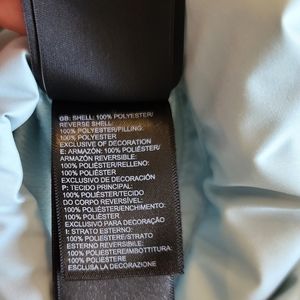 GB: SHELL: 100% POLYESTER/
REVERSE SHELL:
100% POLYESTER/FILLING:
100% POLYESTER
EXCLUSIVE OF DECORATION
E: ARMAZÓN: 100% POLIÉSTER/
ARMAZÓN REVERSIBLE:
100% POLIÉSTER/RELLENO:
100% POLIÉSTER
EXCLUSIVO DE DECORACIÓN
P: TECIDO PRINCIPAL:
100% POLIÉSTER/TECIDO
DO CORPO REVERSÍVEL:
100% POLIÉSTER/ENCHIMENTO:
100% POLIÉSTER
EXCLUSIVO PARA DECORAÇÃO
I: STRATO ESTERNO:
100% POLIESTERE/STRATO
ESTERNO REVERSIBILE:
100% POLIESTERE/IMBOTTITURA:
100% POLIESTERE
ESCLUSA LA DECORAZIONE